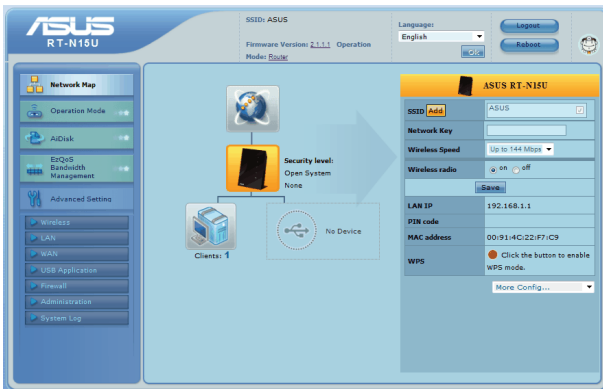 ASUS
RT-N15U
SSID: ASUS
Firmware Version: 2.1.1.1 Operation
Mode: Router
Language:
English
Logout
Reboot
Network Map
Operation Mode
AiDisk
EzQoS
Bandwidth
Management
Advanced Setting
Wireless
LAN
WAN
USB Application
Firewall
Administration
System Log
Security level:
Open System
None
Clients: 1
No Device
ASUS RT-N15U
SSID Add ASUS
Network Key
Wireless Speed Up to 144 Mbps
Wireless radio on off
Save
LAN IP 192.168.1.1
PIN code
MAC address 00:91:4C:22:F7:C9
WPS Click the button to enable
WPS mode.
More Config...